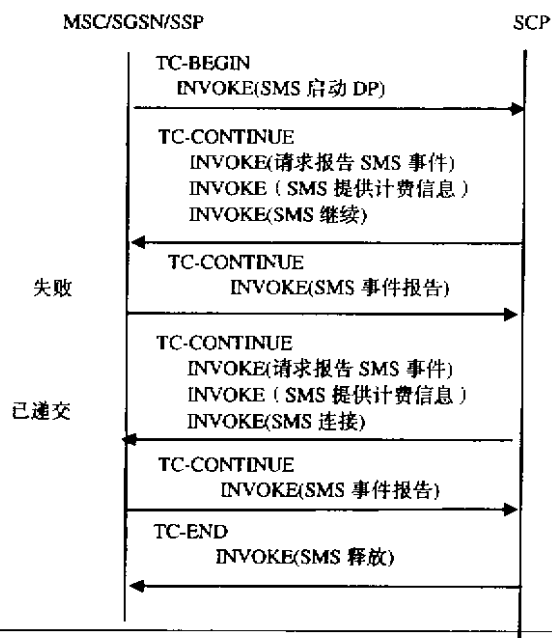 MSC/SGSN/SSP SCP
TC-BEGIN
INVOKE(SMS 启动 DP)
TC-CONTINUE
INVOKE(请求报告 SMS 事件)
INVOKE（SMS 提供计费信息）
INVOKE(SMS 继续)
TC-CONTINUE
失败 INVOKE(SMS 事件报告)
TC-CONTINUE
INVOKE(请求报告 SMS 事件)
INVOKE（SMS 提供计费信息）
已递交 INVOKE(SMS 连接)
TC-CONTINUE
INVOKE(SMS 事件报告)
TC-END
INVOKE(SMS 释放)